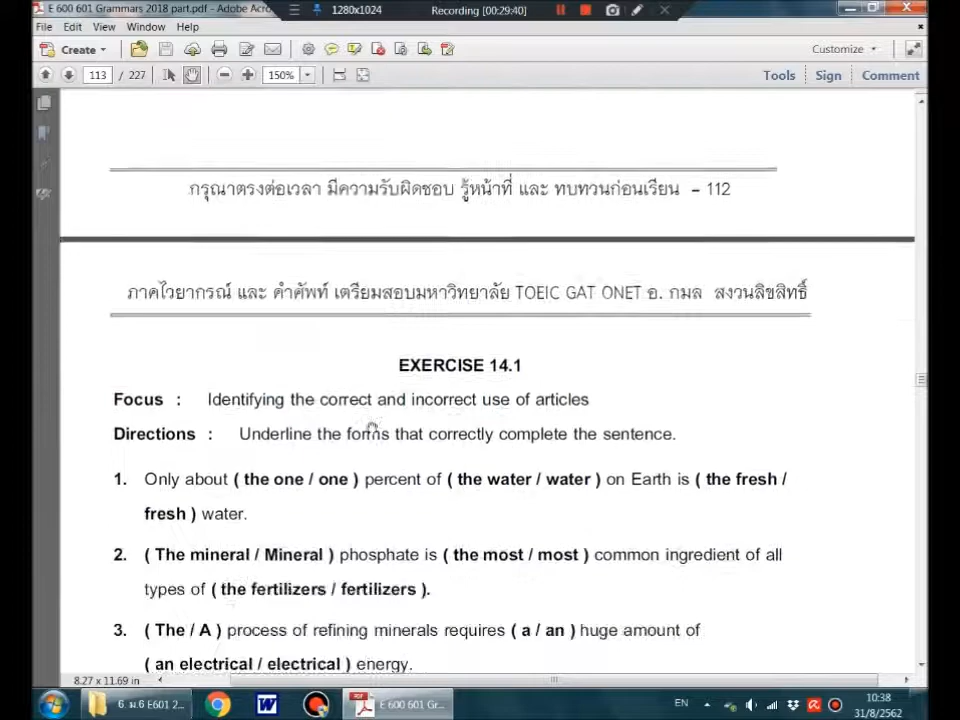 E 600 601 Grammars 2018 part.pdf - Adobe Acro
1280x1024
Recording [00:29:40]
File Edit View Window Help
Create
Customize
113 / 227
150%
Tools Sign Comment
กรุณาตรงต่อเวลา มีความรับผิดชอบ รู้หน้าที่ และ ทบทวนก่อนเรียน - 112
ภาคไวยากรณ์ และ คำศัพท์ เตรียมสอบมหาวิทยาลัย TOEIC GAT ONET อ. กมล สงวนลิขสิทธิ์
EXERCISE 14.1
Focus : Identifying the correct and incorrect use of articles
Directions : Underline the forms that correctly complete the sentence.
1. Only about ( the one / one ) percent of ( the water / water ) on Earth is ( the fresh /
fresh ) water.
2. ( The mineral / Mineral ) phosphate is ( the most / most ) common ingredient of all
types of ( the fertilizers / fertilizers ).
3. ( The / A ) process of refining minerals requires ( a / an ) huge amount of
( an electrical / electrical ) energy.
8.27 x 11.69 in
6. ม.6 E601 2...
E 600 601 Gr...
EN
10:38
31/8/2562